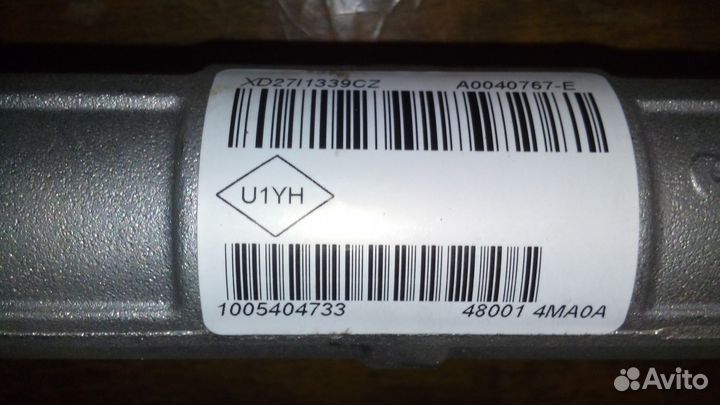 XD27I1339CZ A0040767-E
U1YH
1005404733 48001 4MA0A
Avito